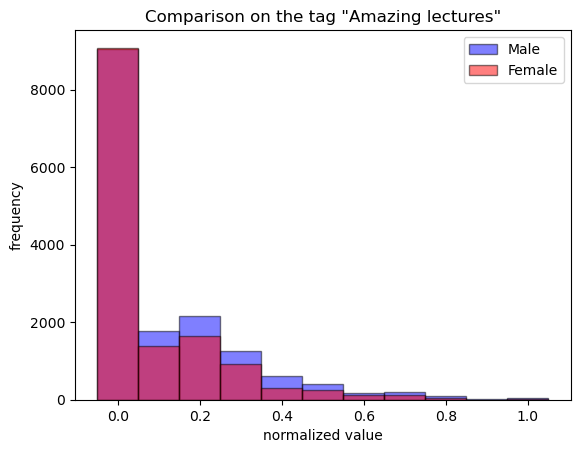 Comparison on the tag "Amazing lectures"
Male
Female
frequency
8000
6000
4000
2000
0
0.0 0.2 0.4 0.6 0.8 1.0
normalized value